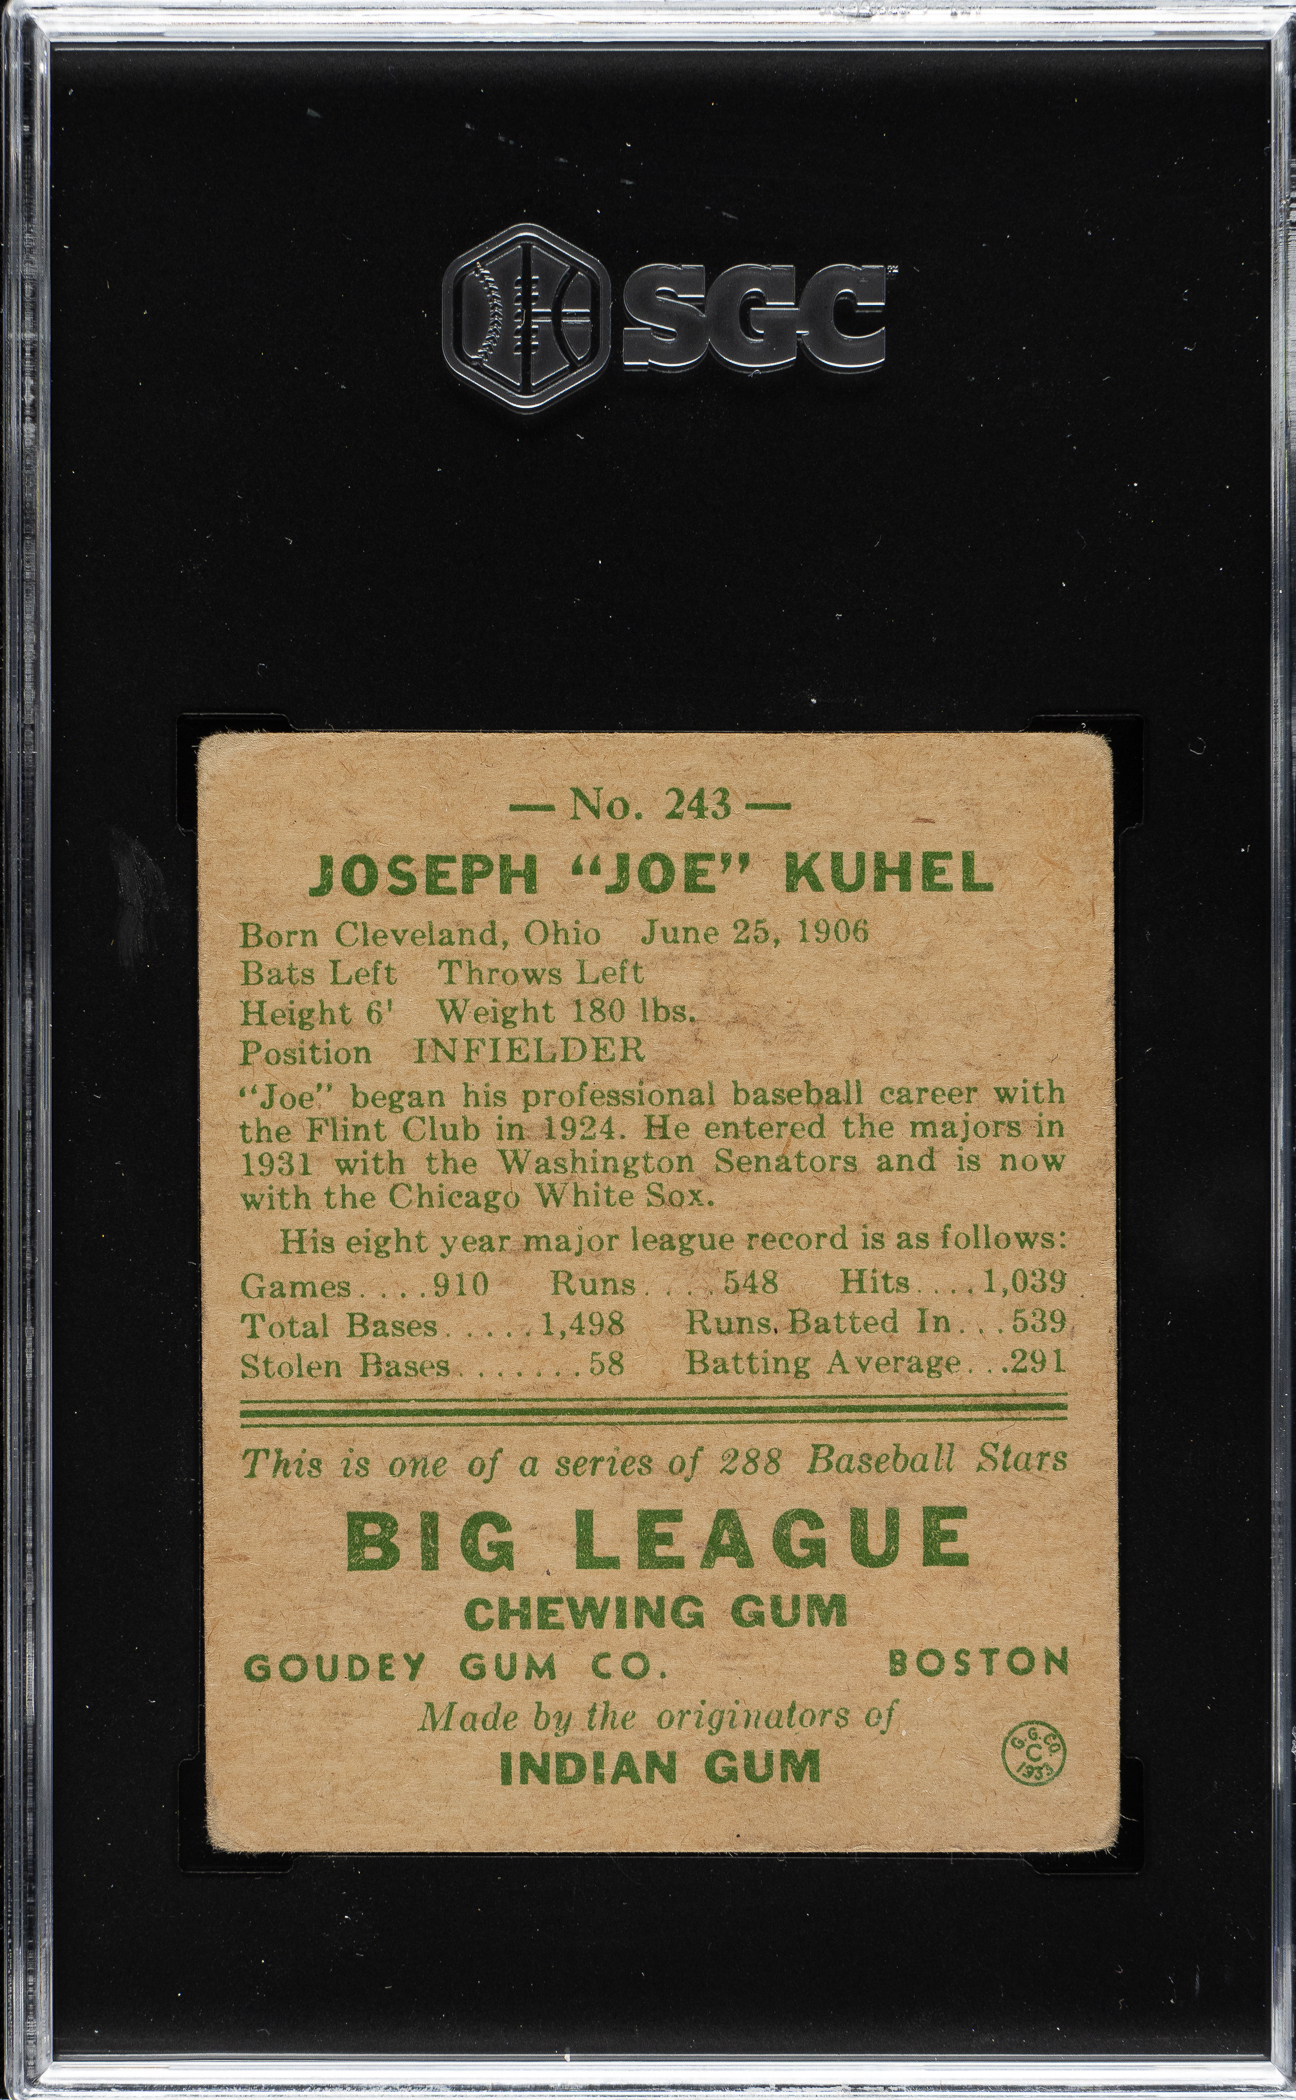 SGC
— No. 243 —
JOSEPH “JOE” KUHEL
Born Cleveland, Ohio June 25, 1906
Bats Left Throws Left
Height 6' Weight 180 lbs.
Position INFIELDER
“Joe” began his professional baseball career with
the Flint Club in 1924. He entered the majors in
1931 with the Washington Senators and is now
with the Chicago White Sox.
His eight year major league record is as follows:
Games....910 Runs....548 Hits....1,039
Total Bases.....1,498 Runs Batted In...539
Stolen Bases.......58 Batting Average...291
This is one of a series of 288 Baseball Stars
BIG LEAGUE
CHEWING GUM
GOUDEY GUM CO. BOSTON
Made by the originators of
INDIAN GUM
G.G.CO.
C
1933